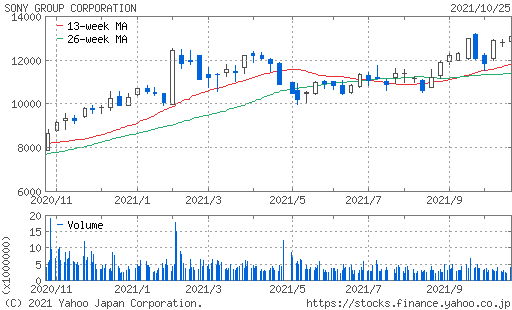 SONY GROUP CORPORATION 2021/10/25
14000
13-week MA
26-week MA
12000
10000
8000
6000
2020/11 2021/1 2021/3 2021/5 2021/7 2021/9
20
Volume
15
10
5
0
(x1000000)
2020/11 2021/1 2021/3 2021/5 2021/7 2021/9
(C) 2021 Yahoo Japan Corporation. https://stocks.finance.yahoo.co.jp